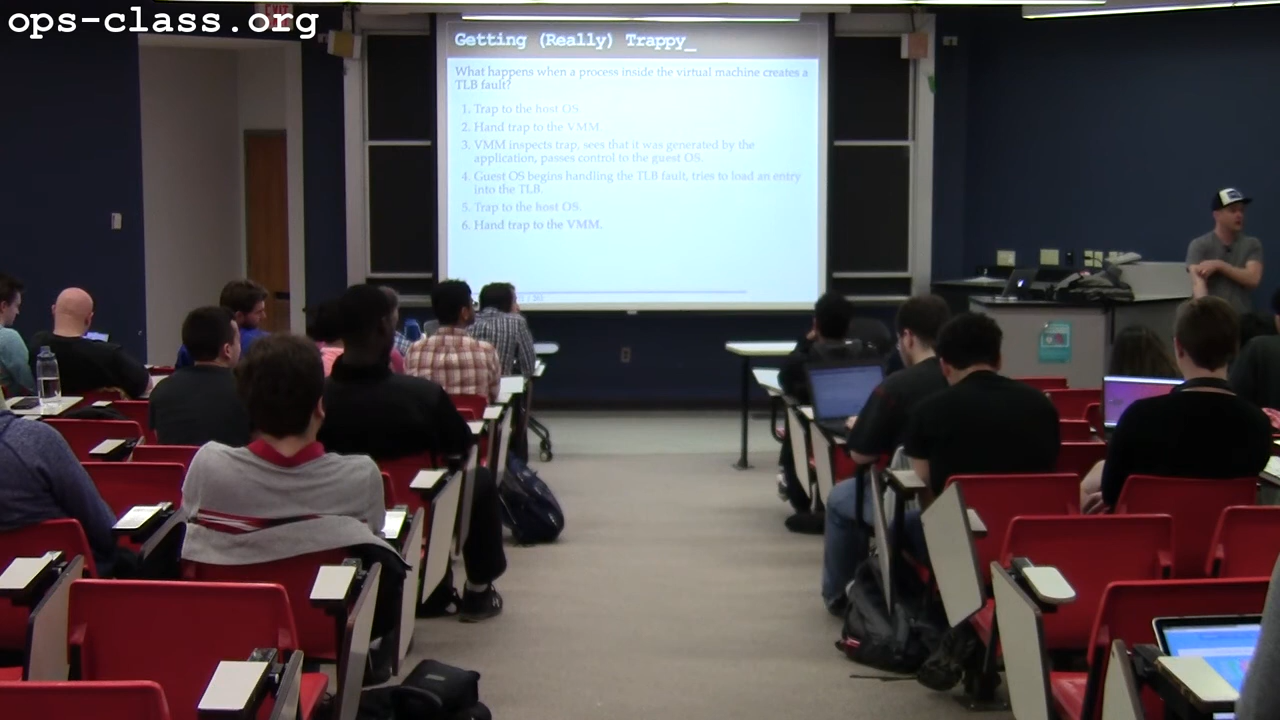 ops-class.org
EXIT
Getting (Really) Trappy_
What happens when a process inside the virtual machine creates a
TLB fault?
1. Trap to the host OS.
2. Hand trap to the VMM.
3. VMM inspects trap, sees that it was generated by the
application, passes control to the guest OS.
4. Guest OS begins handling the TLB fault, tries to load an entry
into the TLB.
5. Trap to the host OS.
6. Hand trap to the VMM.